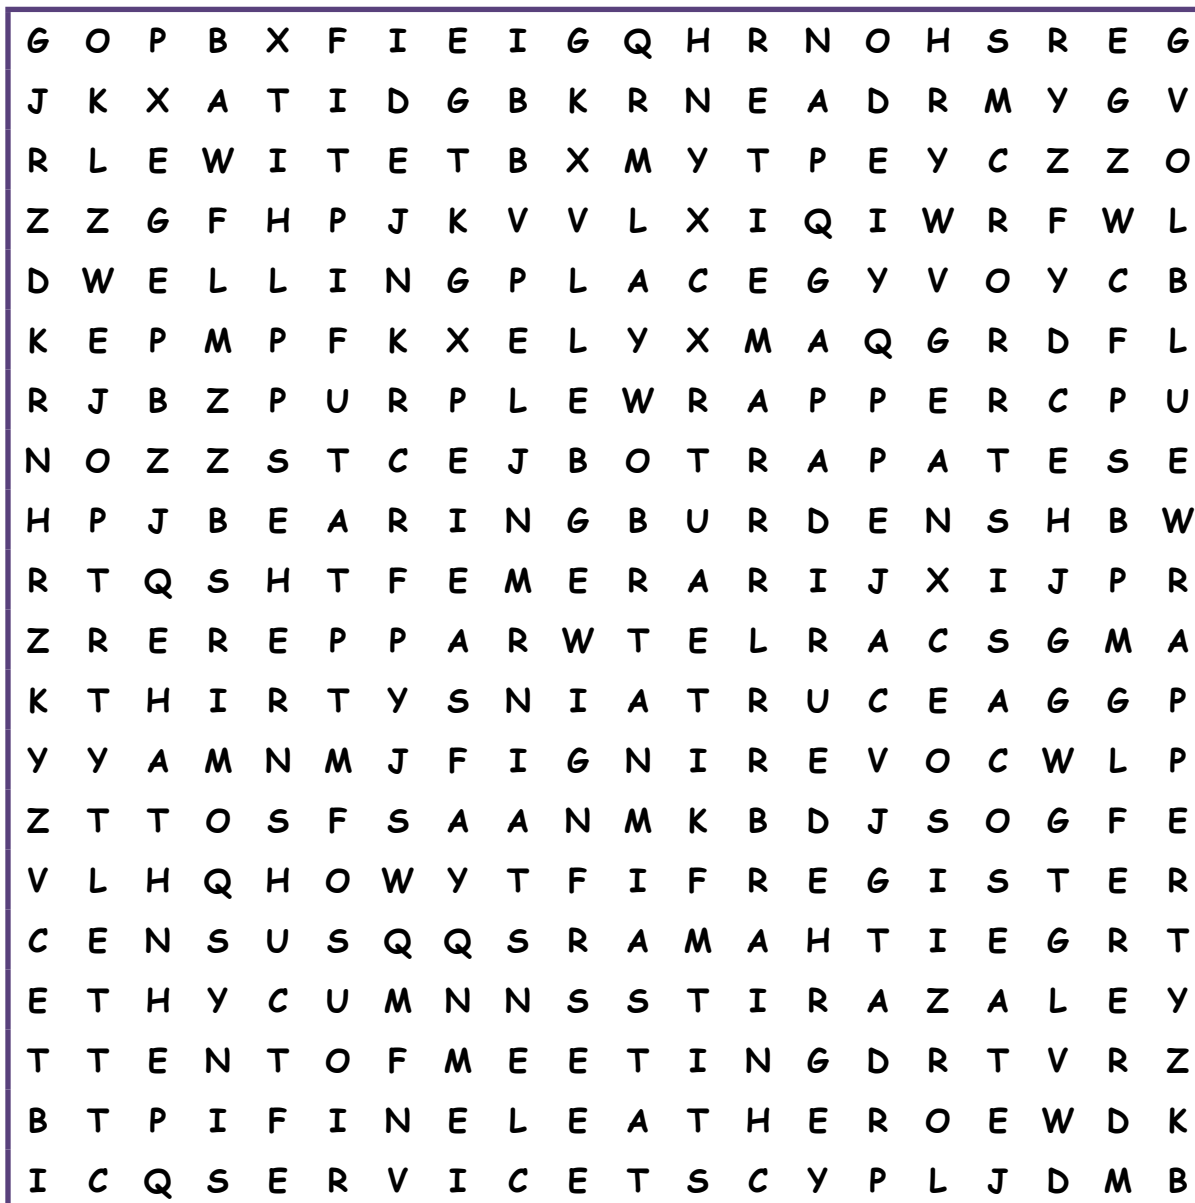 G O P B X F I E I G Q H R N O H S R E G
J K X A T I D G B K R N E A D R M Y G V
R L E W I T E T B X M Y T P E Y C Z Z O
Z Z G F H P J K V V L X I Q I W R F W L
D W E L L I N G P L A C E G Y V O Y C B
K E P M P F K X E L Y X M A Q G R D F L
R J B Z P U R P L E W R A P P E R C P U
N O Z Z S T C E J B O T R A P A T E S E
H P J B E A R I N G B U R D E N S H B W
R T Q S H T F E M E R A R I J X I J P R
Z R E R E P P A R W T E L R A C S G M A
K T H I R T Y S N I A T R U C E A G G P
Y Y A M N M J F I G N I R E V O C W L P
Z T T O S F S A A N M K B D J S O G F E
V L H Q H O W Y T F I F R E G I S T E R
C E N S U S Q Q S R A M A H T I E G R T
E T H Y C U M N N S S T I R A Z A L E Y
T T E N T O F M E E T I N G D R T V R Z
B T P I F I N E L E A T H E R O E W D K
I C Q S E R V I C E T S C Y P L J D M B